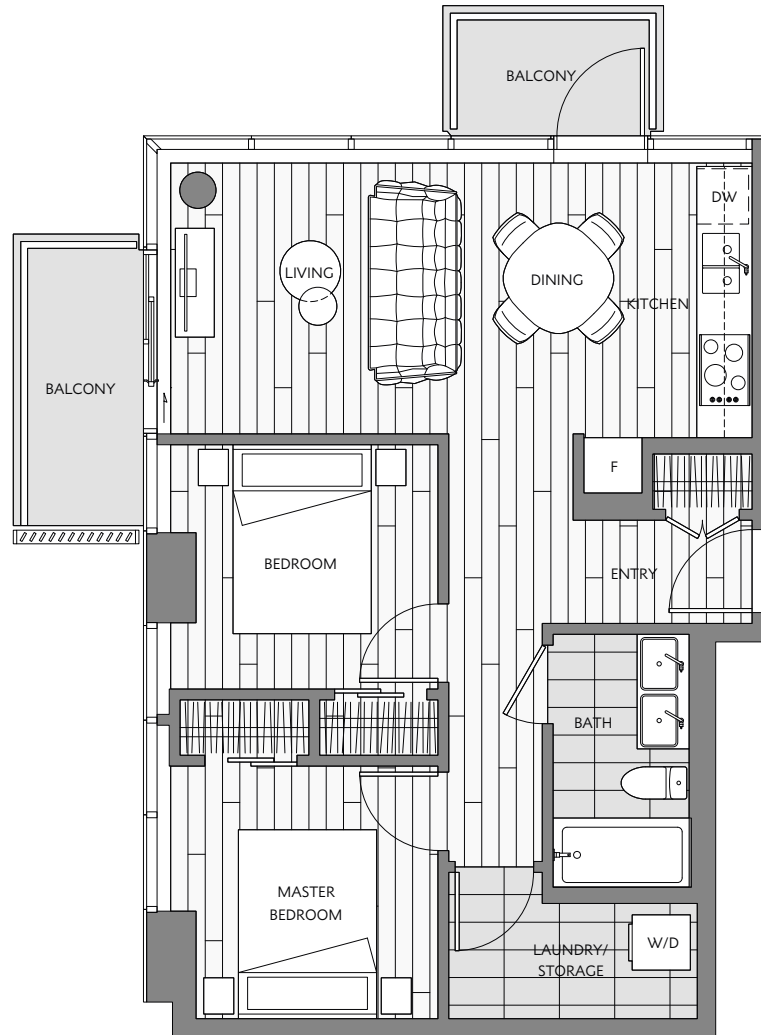 BALCONY
DW
LIVING
DINING
KITCHEN
BALCONY
F
BEDROOM
ENTRY
BATH
MASTER
BEDROOM
LAUNDRY/
STORAGE
W/D